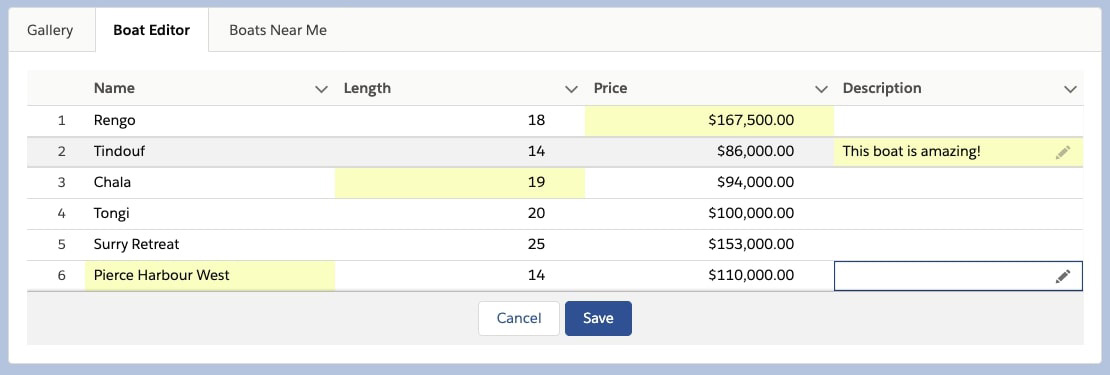 Gallery Boat Editor Boats Near Me
Name Length Price Description
1 Rengo 18 $167,500.00
2 Tindouf 14 $86,000.00 This boat is amazing!
3 Chala 19 $94,000.00
4 Tongi 20 $100,000.00
5 Surry Retreat 25 $153,000.00
6 Pierce Harbour West 14 $110,000.00
Cancel Save